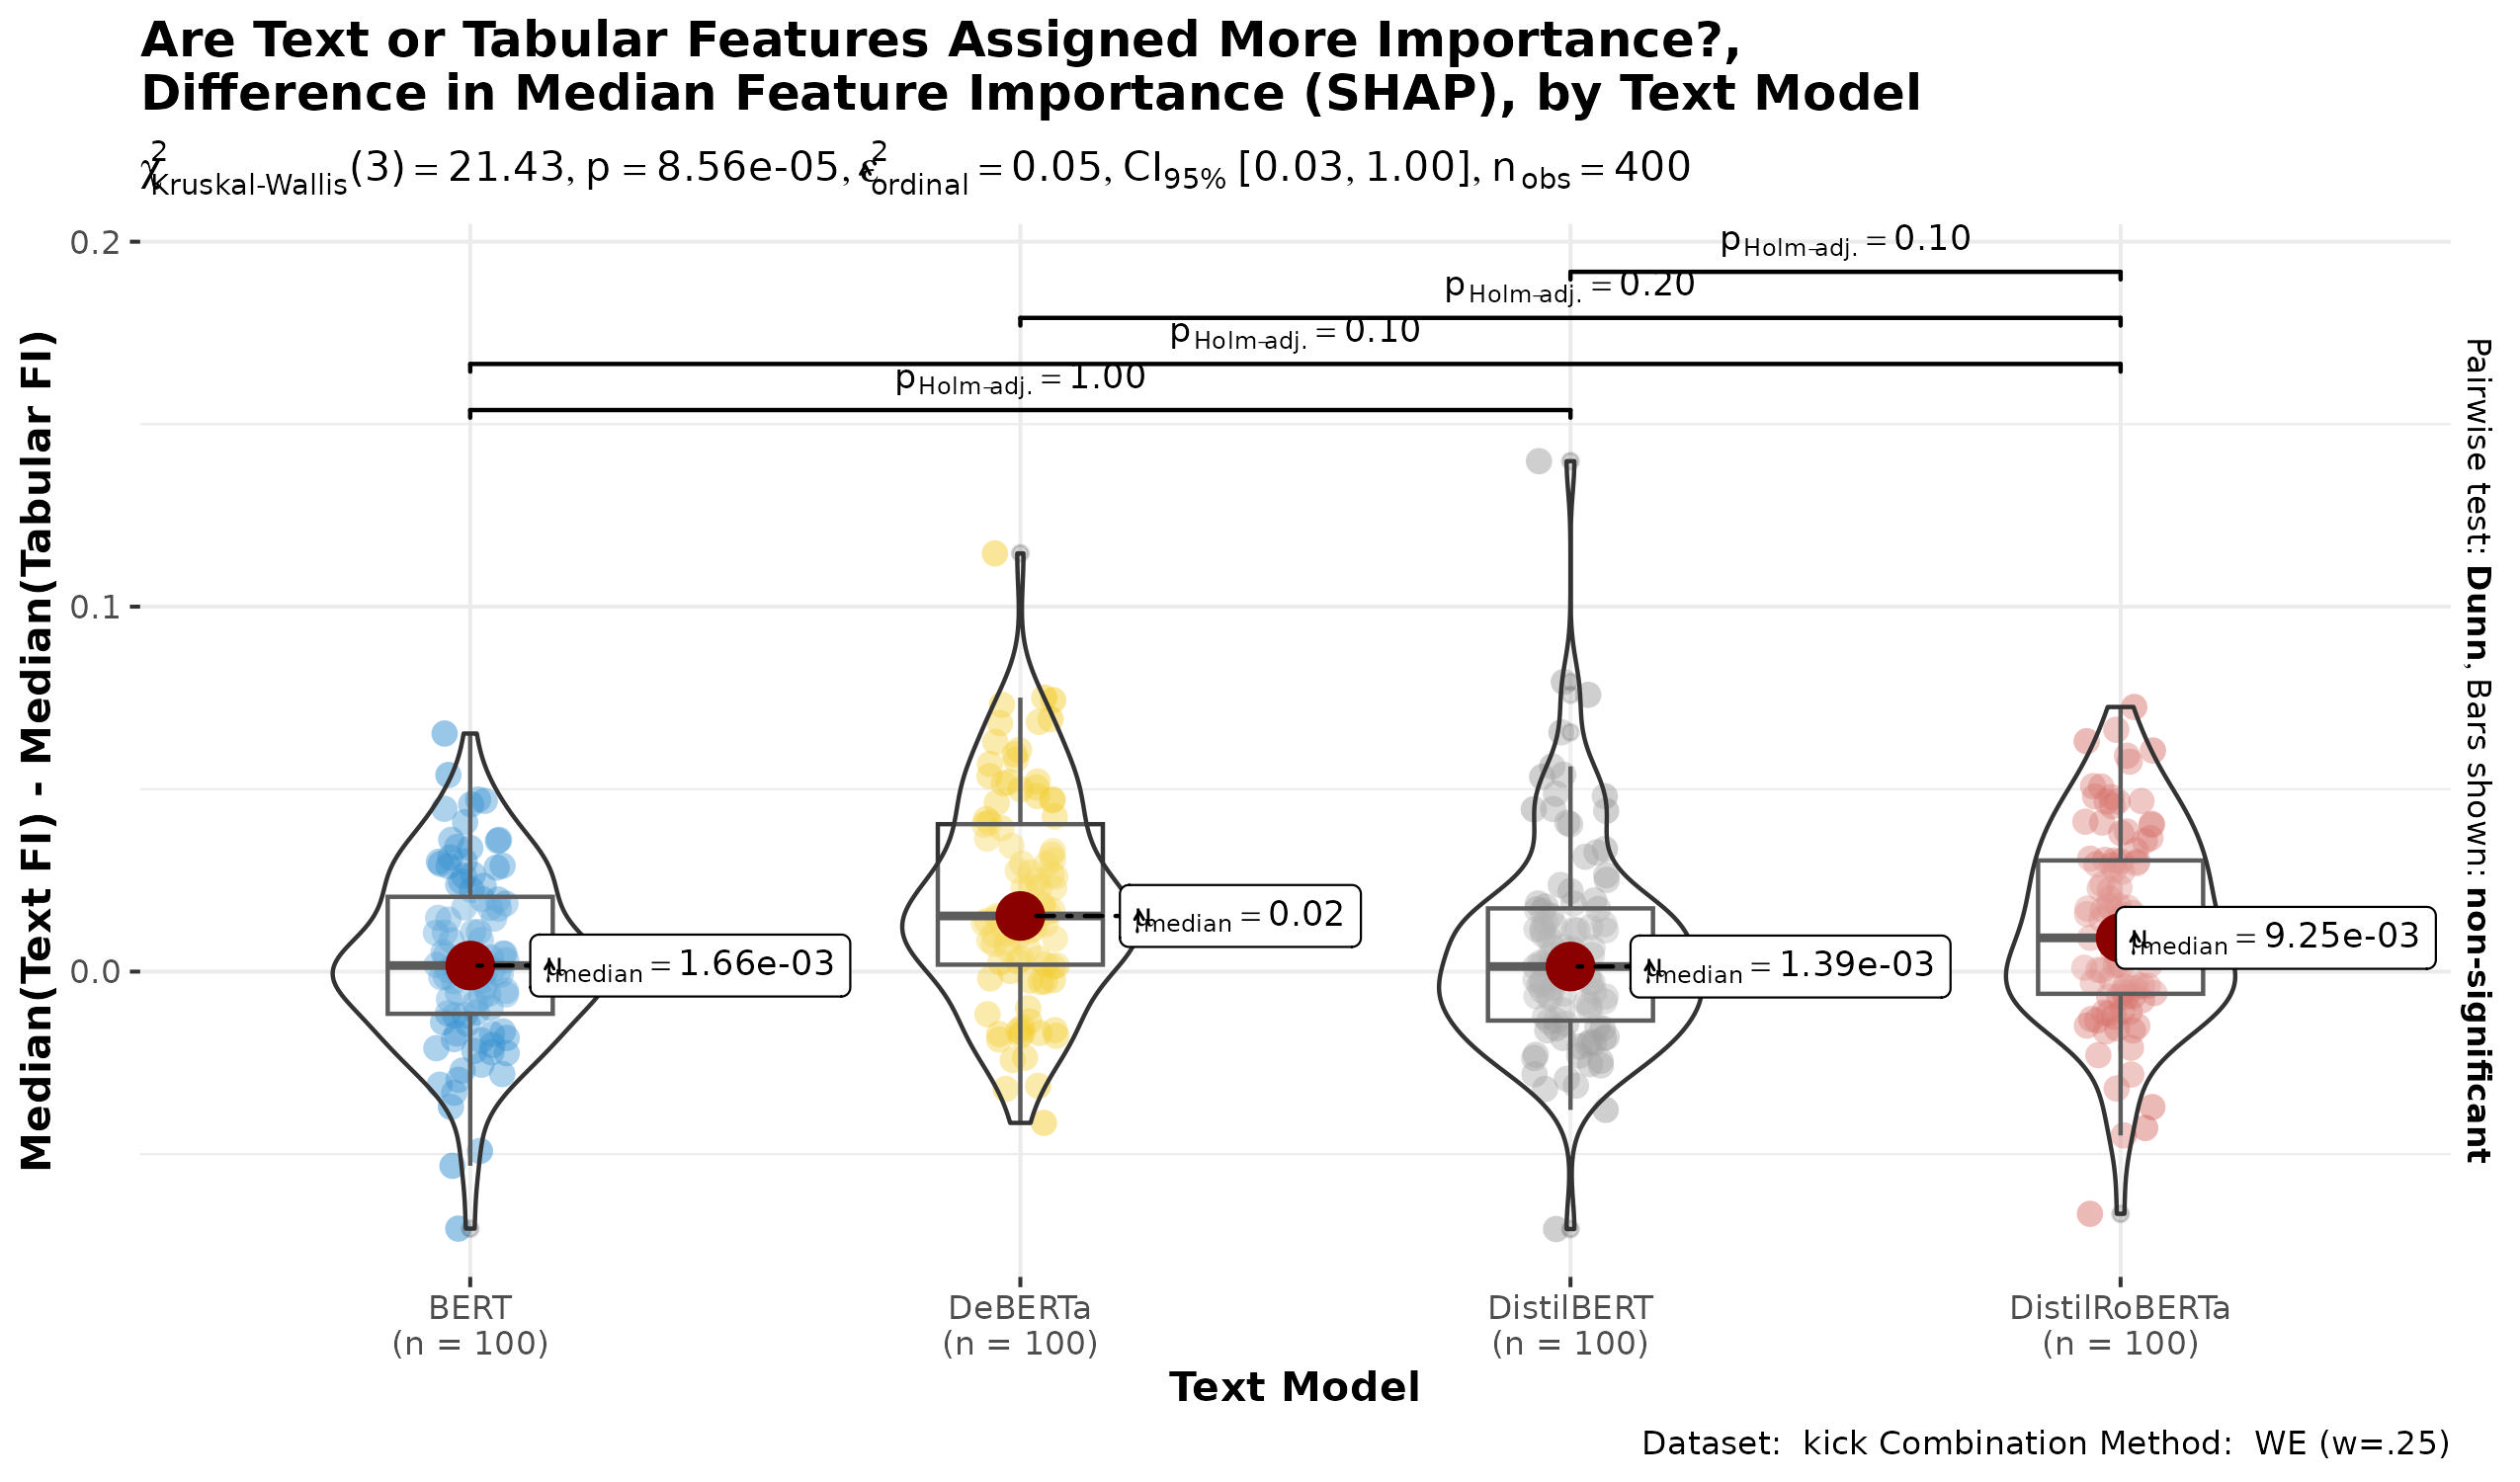 Are Text or Tabular Features Assigned More Importance?,
Difference in Median Feature Importance (SHAP), by Text Model
χ²Kruskal-Wallis(3) = 21.43, p = 8.56e-05, ε̂²ordinal = 0.05, CI95% [0.03, 1.00], nobs = 400
Median(Text FI) - Median(Tabular FI)
0.2
0.1
0.0
pHolm-adj. = 0.10
pHolm-adj. = 0.20
pHolm-adj. = 0.10
pHolm-adj. = 1.00
μ̂median = 1.66e-03
μ̂median = 0.02
μ̂median = 1.39e-03
μ̂median = 9.25e-03
Pairwise test: Dunn, Bars shown: non-significant
BERT
(n = 100)
DeBERTa
(n = 100)
DistilBERT
(n = 100)
DistilRoBERTa
(n = 100)
Text Model
Dataset:  kick Combination Method:  WE (w=.25)